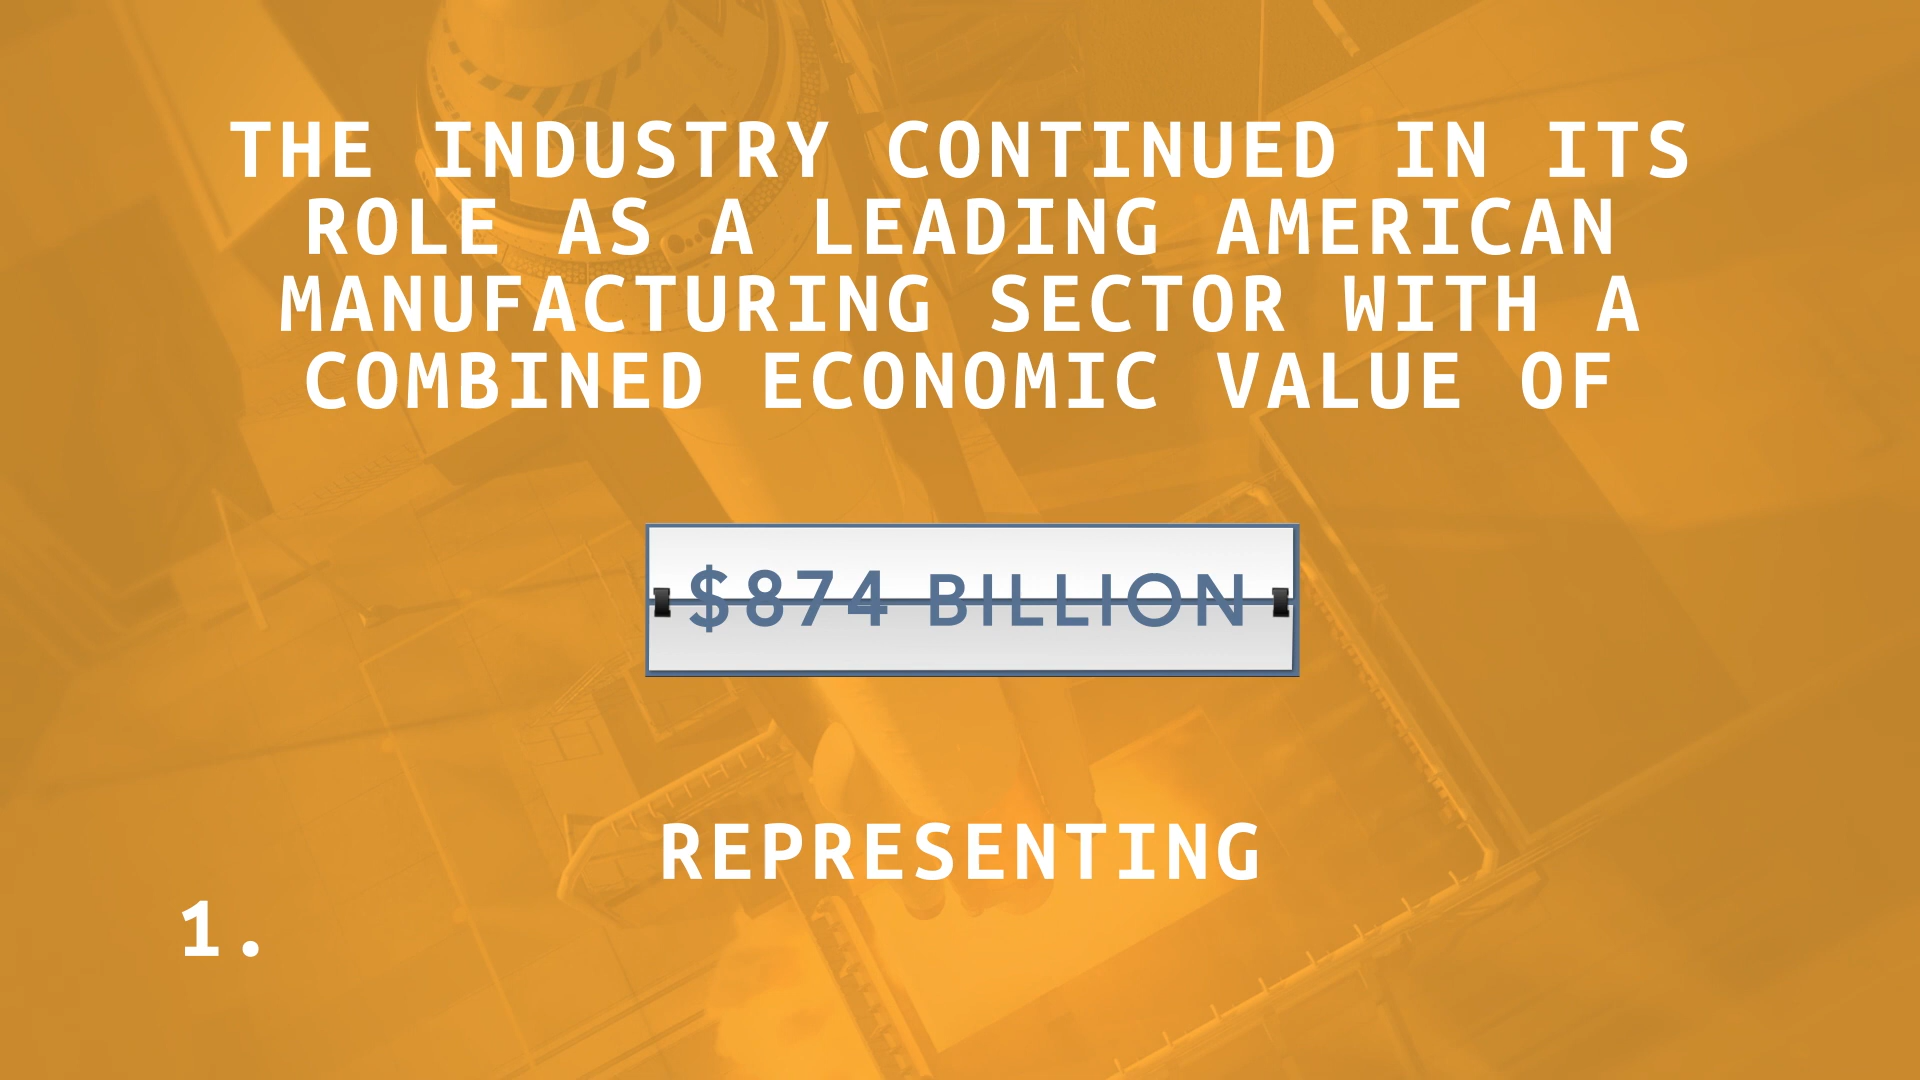 THE INDUSTRY CONTINUED IN ITS
ROLE AS A LEADING AMERICAN
MANUFACTURING SECTOR WITH A
COMBINED ECONOMIC VALUE OF
$874 BILLION
REPRESENTING
1.